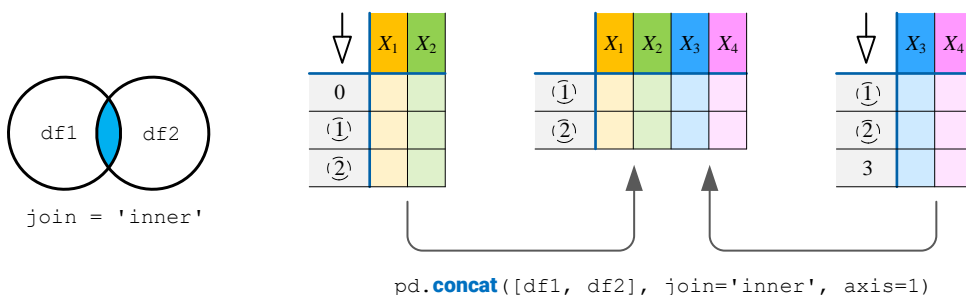 X1 X2
X1 X2 X3 X4
X3 X4
0
1
2
1
2
1
2
3
df1 df2
join = 'inner'
pd.concat([df1, df2], join='inner', axis=1)